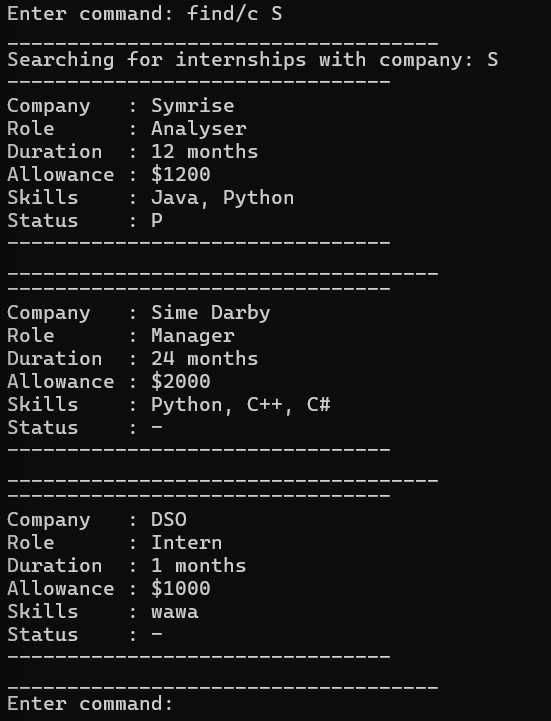 Enter command: find/c S
____________________________________
Searching for internships with company: S
--------------------------------
Company   : Symrise
Role      : Analyser
Duration  : 12 months
Allowance : $1200
Skills    : Java, Python
Status    : P
--------------------------------
____________________________________
--------------------------------
Company   : Sime Darby
Role      : Manager
Duration  : 24 months
Allowance : $2000
Skills    : Python, C++, C#
Status    : -
--------------------------------
____________________________________
--------------------------------
Company   : DSO
Role      : Intern
Duration  : 1 months
Allowance : $1000
Skills    : wawa
Status    : -
--------------------------------
____________________________________
Enter command: